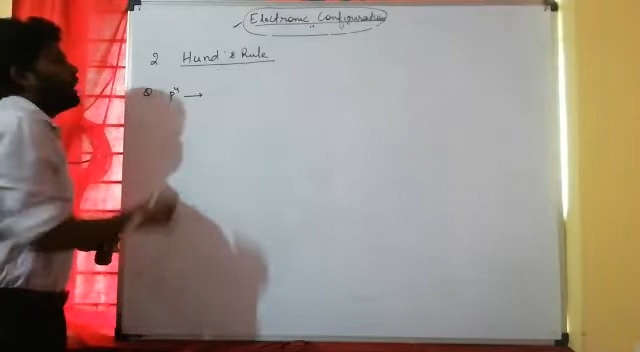 Electronic Configuration
2 Hund's Rule
Q. p⁴ →